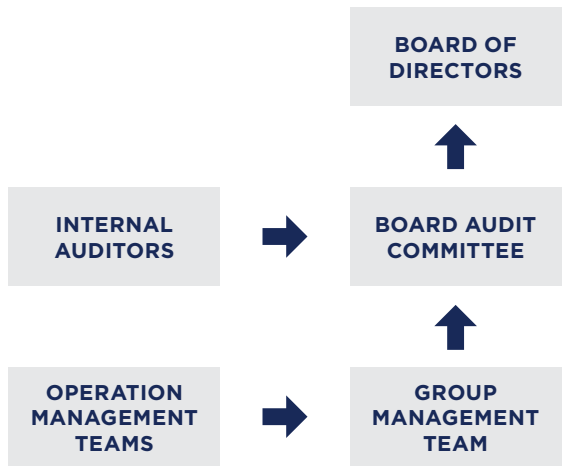 BOARD OF
DIRECTORS
INTERNAL
AUDITORS
BOARD AUDIT
COMMITTEE
OPERATION
MANAGEMENT
TEAMS
GROUP
MANAGEMENT
TEAM